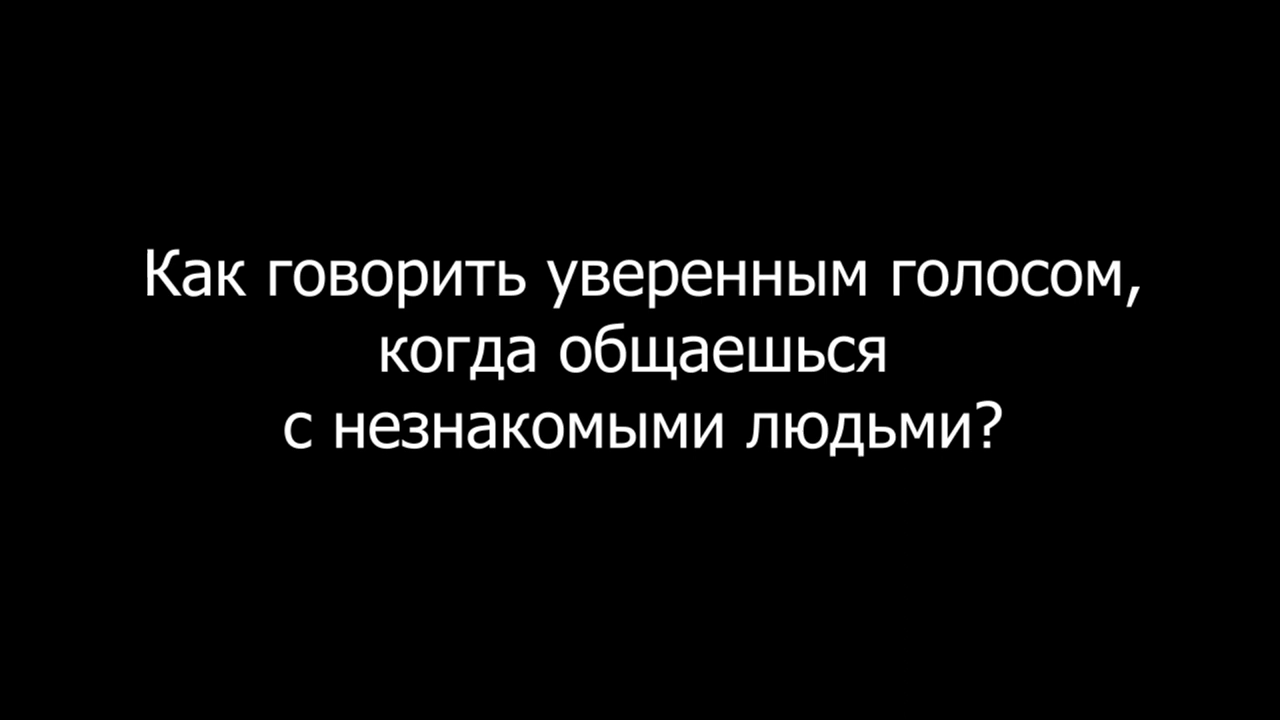 Как говорить уверенным голосом,
когда общаешься
с незнакомыми людьми?